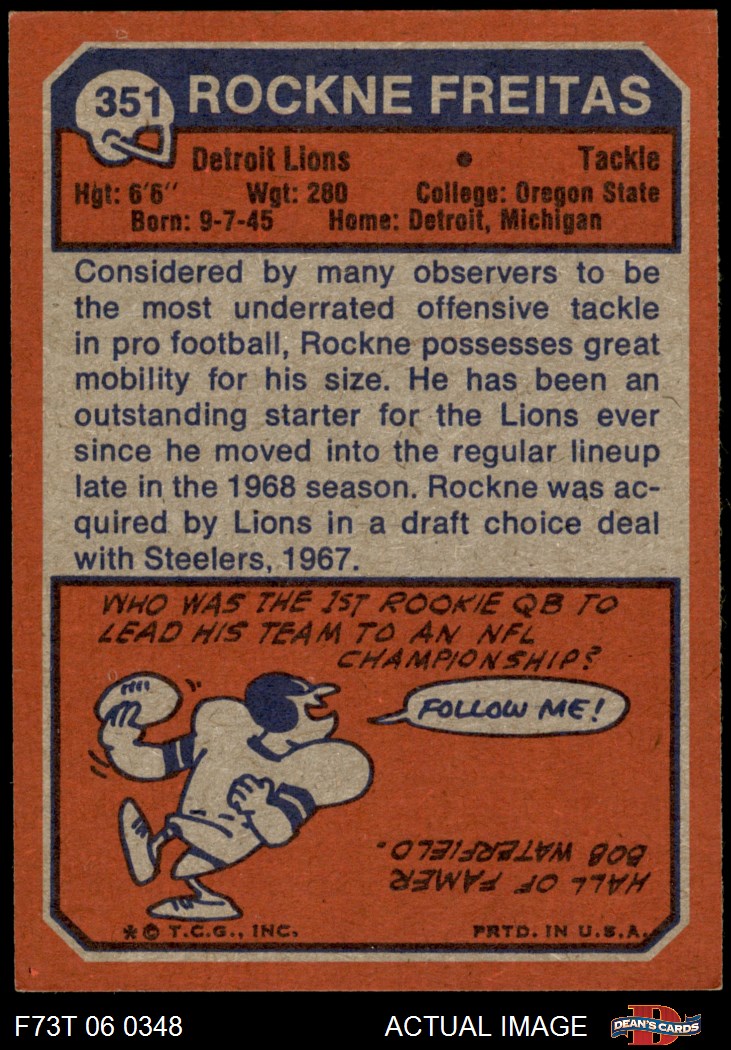 351 ROCKNE FREITAS
Detroit Lions • Tackle
Hgt: 6'6" Wgt: 280 College: Oregon State
Born: 9-7-45 Home: Detroit, Michigan
Considered by many observers to be
the most underrated offensive tackle
in pro football, Rockne possesses great
mobility for his size. He has been an
outstanding starter for the Lions ever
since he moved into the regular lineup
late in the 1968 season. Rockne was ac-
quired by Lions in a draft choice deal
with Steelers, 1967.
WHO WAS THE 1ST ROOKIE QB TO
LEAD HIS TEAM TO AN NFL
CHAMPIONSHIP?
FOLLOW ME!
HALL OF FAMER
BOB WATERFIELD.
*© T.C.G., INC. PRTD. IN U.S.A.
F73T 06 0348 ACTUAL IMAGE DEAN'S CARDS